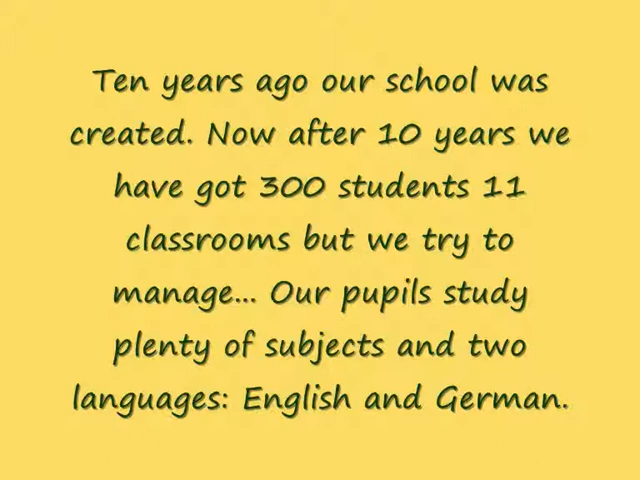 Ten years ago our school was
created. Now after 10 years we
have got 300 students 11
classrooms but we try to
manage... Our pupils study
plenty of subjects and two
languages: English and German.